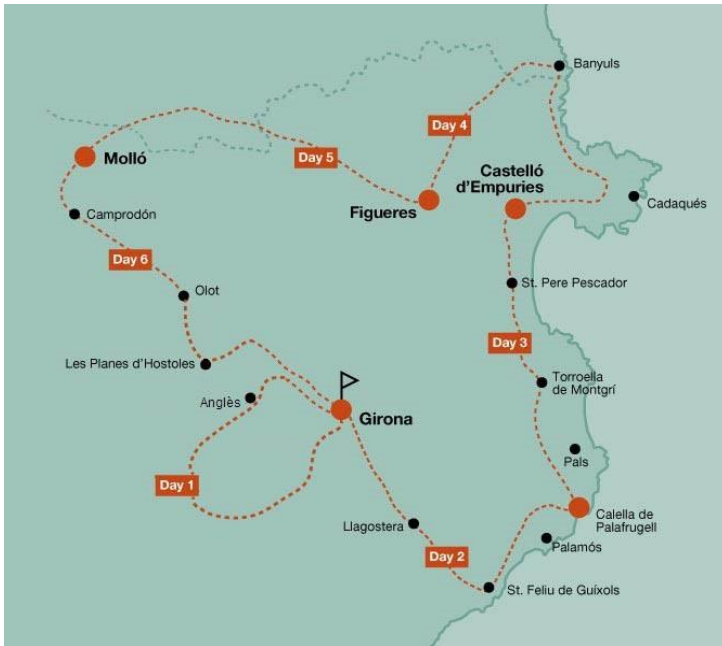 Banyuls
Day 4
Day 5
Molló
Castelló
d'Empuries
Cadaqués
Figueres
Camprodón
Day 6
St. Pere Pescador
Olot
Day 3
Les Planes d'Hostoles
Torroella
de Montgrí
Anglès
Girona
País
Day 1
Calella de
Palafrugell
Llagostera
Palamós
Day 2
St. Feliu de Guíxols